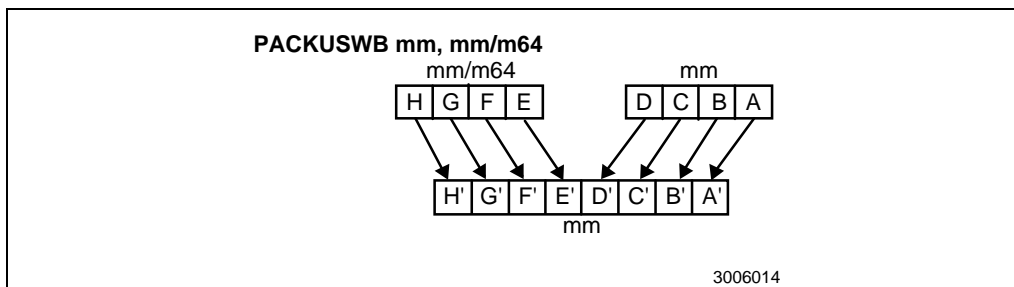 PACKUSWB mm, mm/m64
mm/m64 mm
H G F E D C B A
H' G' F' E' D' C' B' A'
mm
3006014